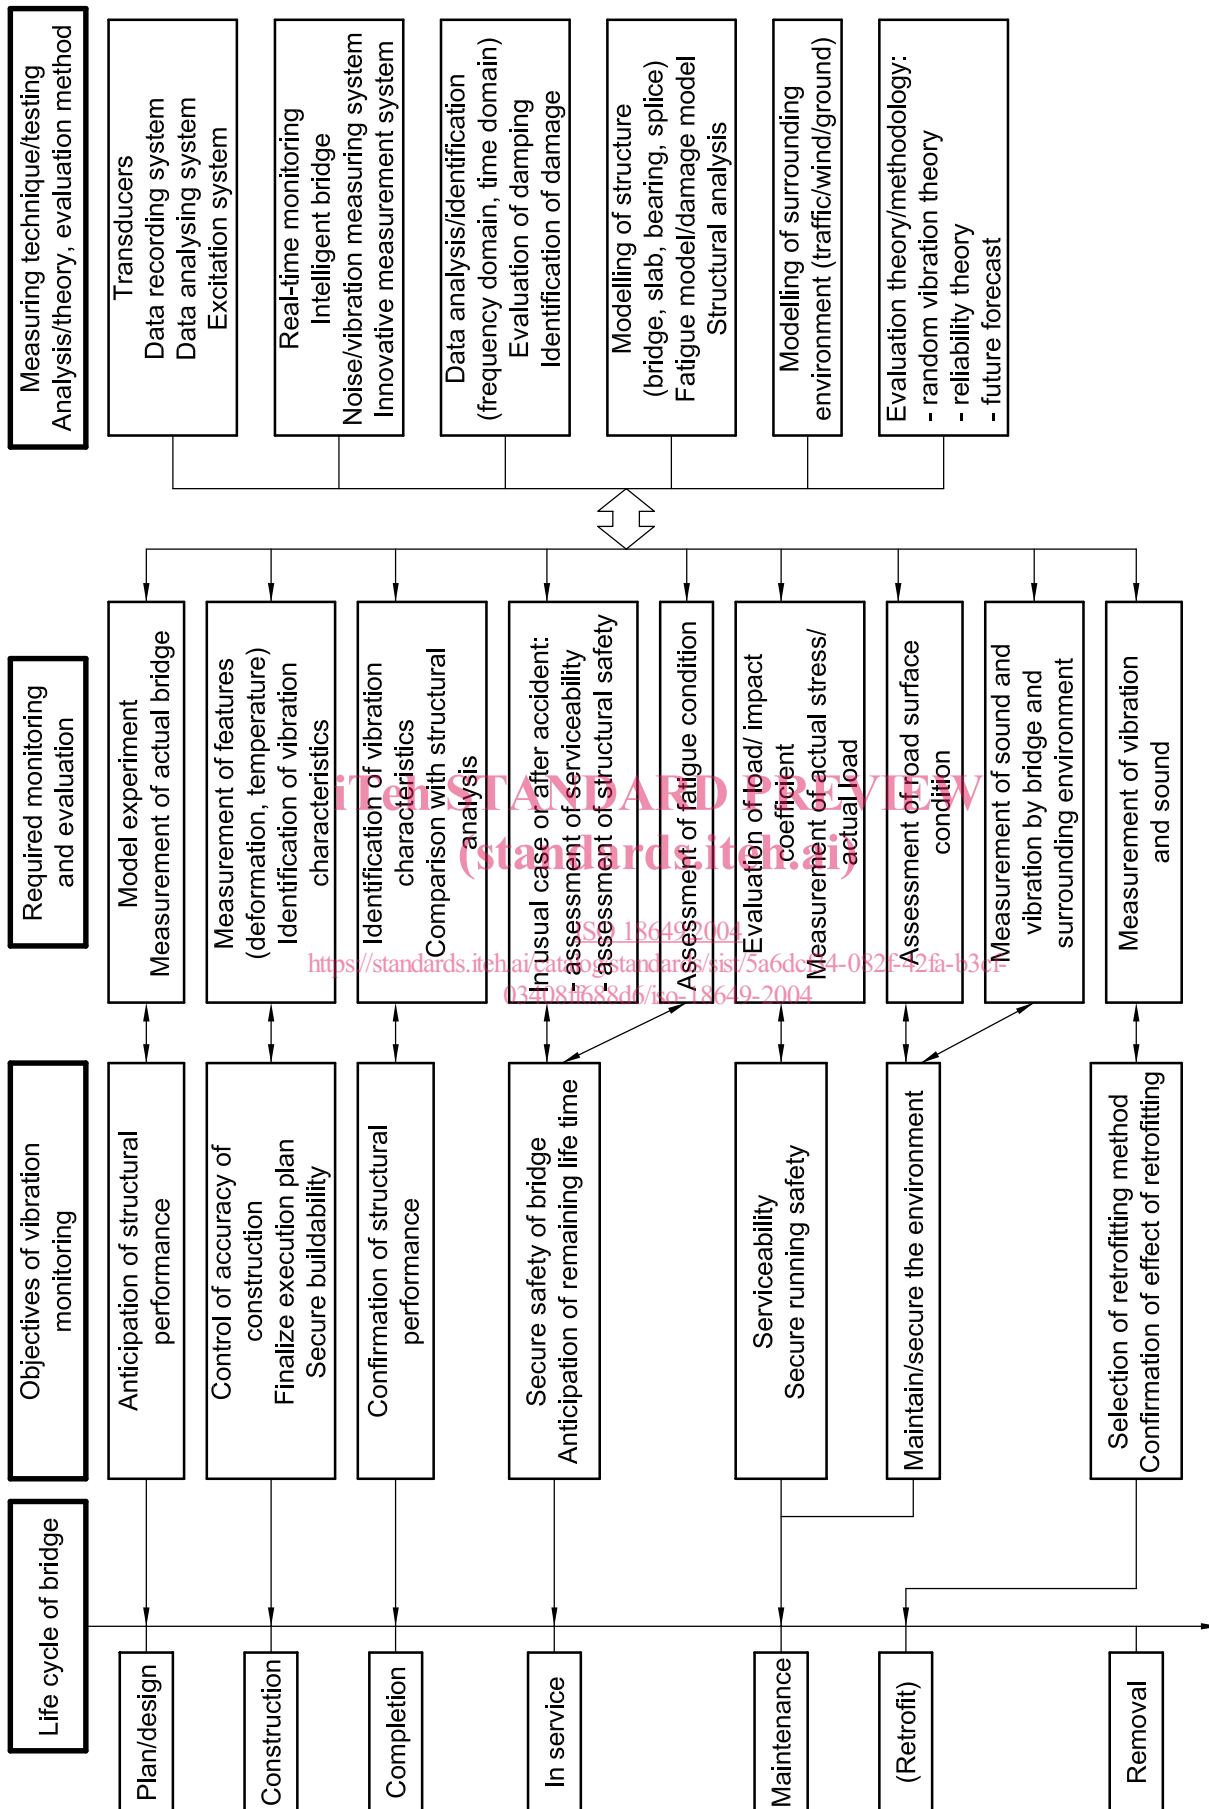 Life cycle of bridge
Plan/design
Construction
Completion
In service
Maintenance
(Retrofit)
Removal
Objectives of vibration
monitoring
Anticipation of structural
performance
Control of accuracy of
construction
Finalize execution plan
Secure buildability
Confirmation of structural
performance
Secure safety of bridge
Anticipation of remaining life time
Serviceability
Secure running safety
Maintain/secure the environment
Selection of retrofitting method
Confirmation of effect of retrofitting
Required monitoring
and evaluation
Model experiment
Measurement of actual bridge
Measurement of features
(deformation, temperature)
Identification of vibration
characteristics
Identification of vibration
characteristics
Comparison with structural
analysis
In usual case or after accident:
- assessment of serviceability
- assessment of structural safety
Assessment of fatigue condition
Evaluation of load/ impact
coefficient
Measurement of actual stress/
actual load
Assessment of road surface
condition
Measurement of sound and
vibration by bridge and
surrounding environment
Measurement of vibration
and sound
Measuring technique/testing
Analysis/theory, evaluation method
Transducers
Data recording system
Data analysing system
Excitation system
Real-time monitoring
Intelligent bridge
Noise/vibration measuring system
Innovative measurement system
Data analysis/identification
(frequency domain, time domain)
Evaluation of damping
Identification of damage
Modelling of structure
(bridge, slab, bearing, splice)
Fatigue model/damage model
Structural analysis
Modelling of surrounding
environment (traffic/wind/ground)
Evaluation theory/methodology:
- random vibration theory
- reliability theory
- future forecast
iTeh STANDARD PREVIEW
(standards.iteh.ai)
ISO 18649:2004
03408ff688d6/iso-18649-2004